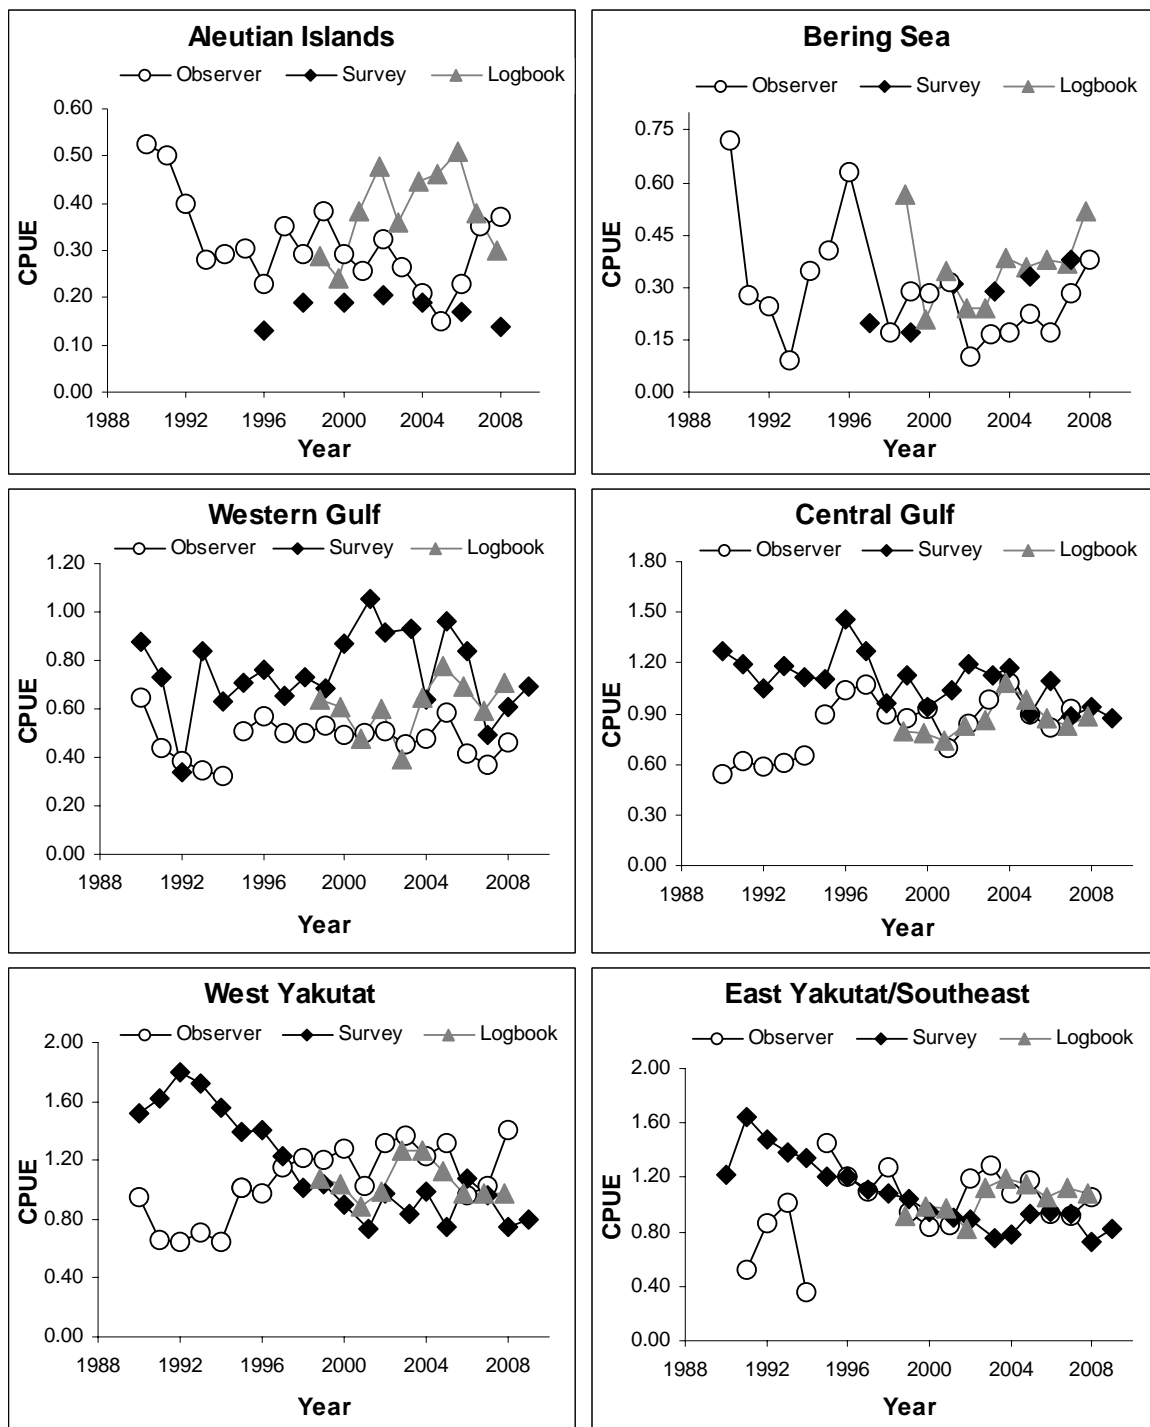 Aleutian Islands
Observer Survey Logbook
0.60
0.50
0.40
0.30
0.20
0.10
0.00
CPUE
1988 1992 1996 2000 2004 2008
Year
Bering Sea
Observer Survey Logbook
0.75
0.60
0.45
0.30
0.15
0.00
CPUE
1988 1992 1996 2000 2004 2008
Year
Western Gulf
Observer Survey Logbook
1.20
1.00
0.80
0.60
0.40
0.20
0.00
CPUE
1988 1992 1996 2000 2004 2008
Year
Central Gulf
Observer Survey Logbook
1.80
1.50
1.20
0.90
0.60
0.30
0.00
CPUE
1988 1992 1996 2000 2004 2008
Year
West Yakutat
Observer Survey Logbook
2.00
1.60
1.20
0.80
0.40
0.00
CPUE
1988 1992 1996 2000 2004 2008
Year
East Yakutat/Southeast
Observer Survey Logbook
2.00
1.60
1.20
0.80
0.40
0.00
CPUE
1988 1992 1996 2000 2004 2008
Year